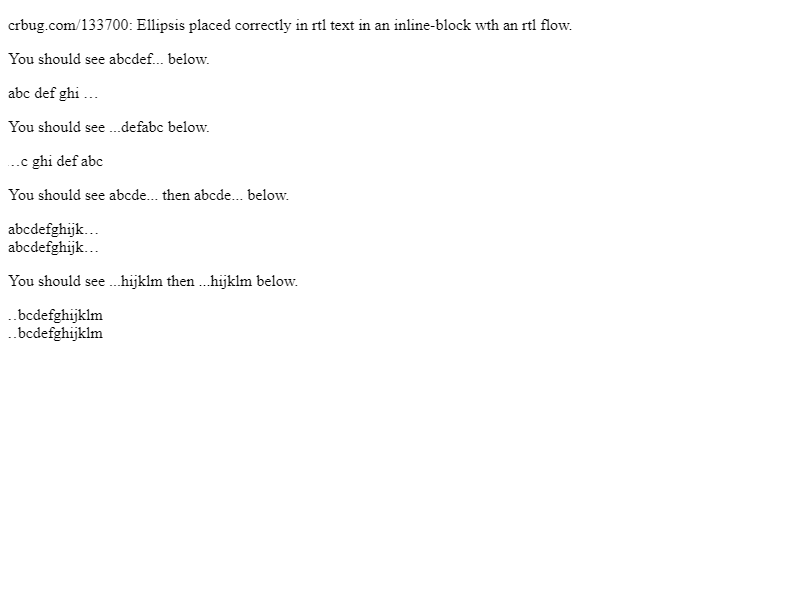 crbug.com/133700: Ellipsis placed correctly in rtl text in an inline-block wth an rtl flow.
You should see abcdef... below.
abc def ghi …
You should see ...defabc below.
..c ghi def abc
You should see abcde... then abcde... below.
abcdefghijk…
abcdefghijk…
You should see ...hijklm then ...hijklm below.
..bcdefghijklm
..bcdefghijklm